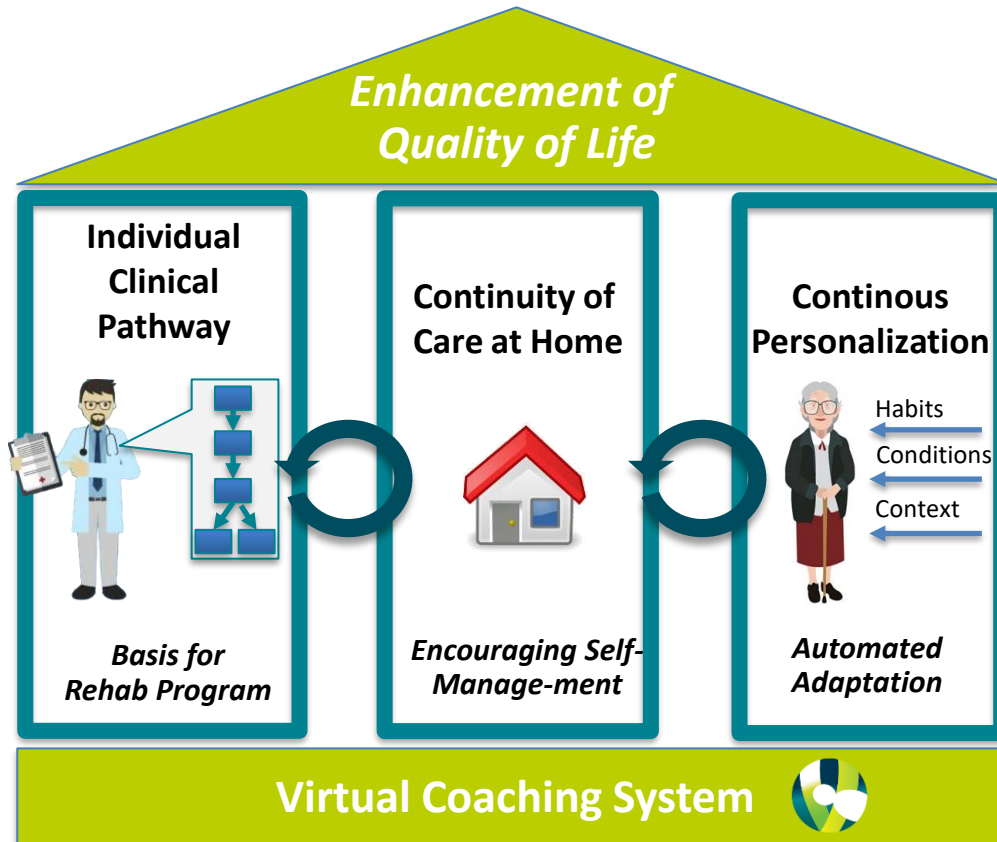 Enhancement of
Quality of Life
Individual
Clinical
Pathway
Basis for
Rehab Program
Continuity of
Care at Home
Encouraging Self-
Manage-ment
Continous
Personalization
Habits
Conditions
Context
Automated
Adaptation
Virtual Coaching System